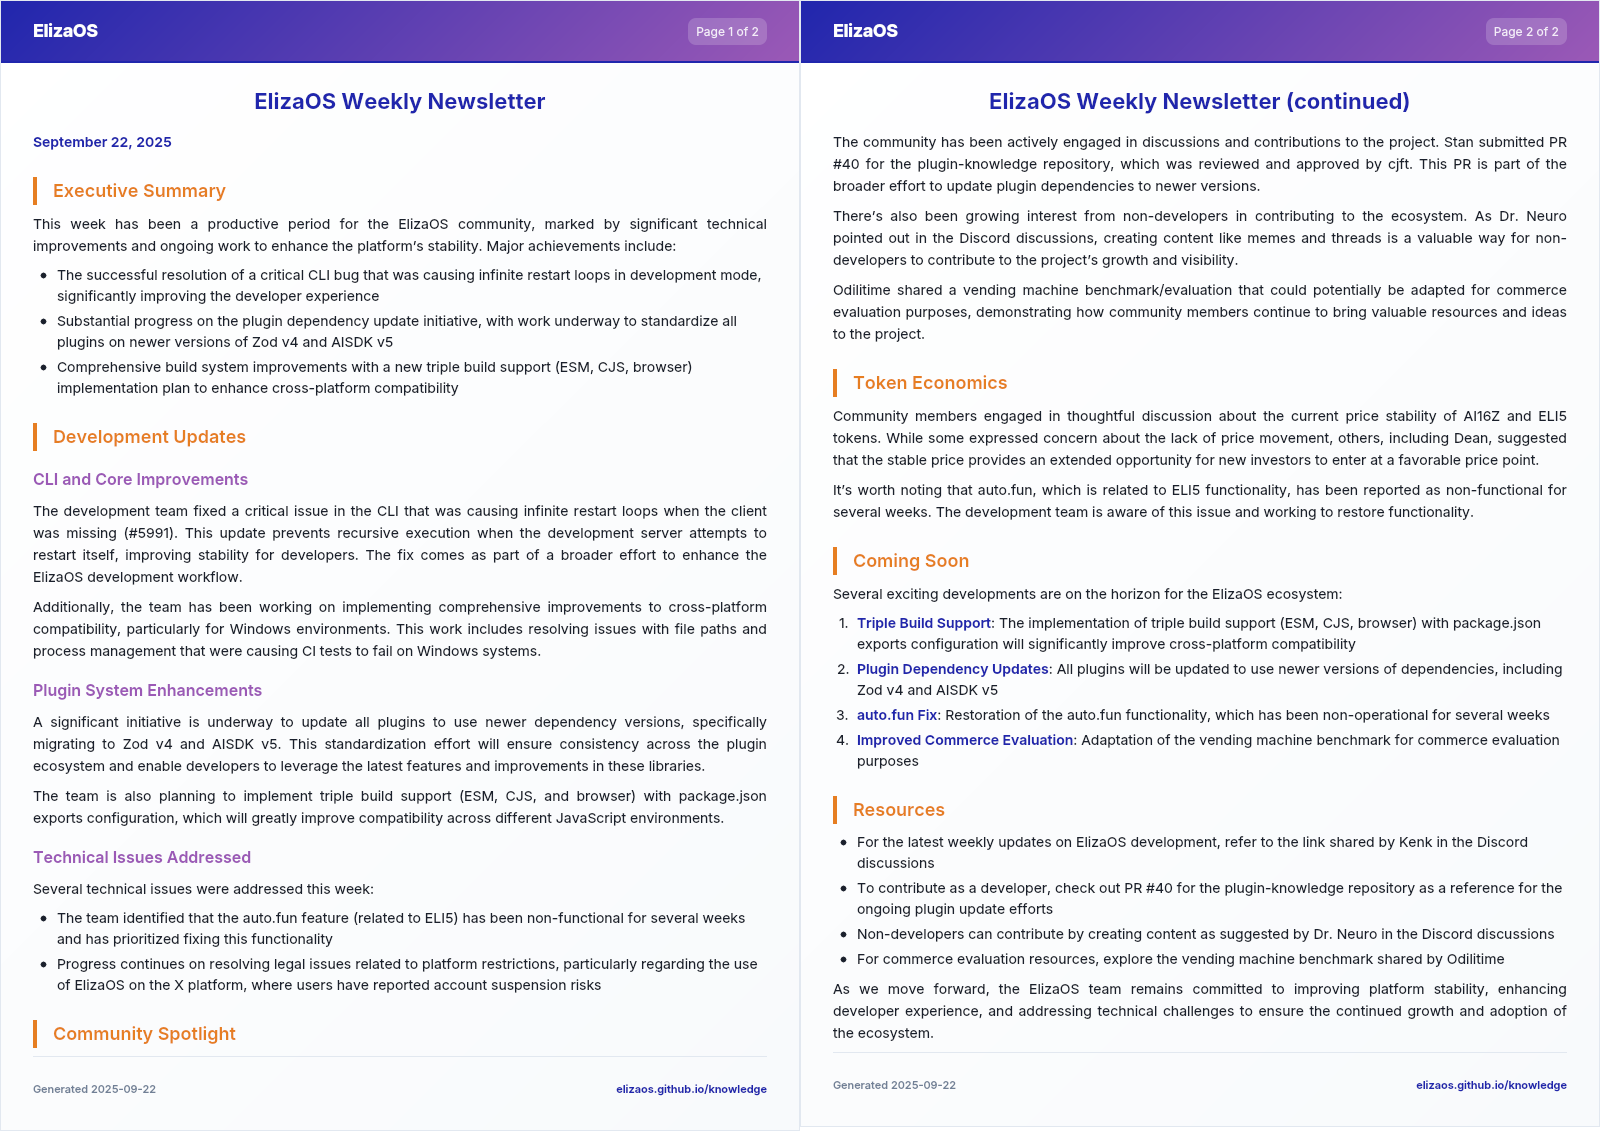 ElizaOS
Page 1 of 2
ElizaOS Weekly Newsletter
September 22, 2025
Executive Summary
This week has been a productive period for the ElizaOS community, marked by significant technical
improvements and ongoing work to enhance the platform's stability. Major achievements include:
• The successful resolution of a critical CLI bug that was causing infinite restart loops in development mode,
significantly improving the developer experience
• Substantial progress on the plugin dependency update initiative, with work underway to standardize all
plugins on newer versions of Zod v4 and AISDK v5
• Comprehensive build system improvements with a new triple build support (ESM, CJS, browser)
implementation plan to enhance cross-platform compatibility
Development Updates
CLI and Core Improvements
The development team fixed a critical issue in the CLI that was causing infinite restart loops when the client
was missing (#5991). This update prevents recursive execution when the development server attempts to
restart itself, improving stability for developers. The fix comes as part of a broader effort to enhance the
ElizaOS development workflow.
Additionally, the team has been working on implementing comprehensive improvements to cross-platform
compatibility, particularly for Windows environments. This work includes resolving issues with file paths and
process management that were causing CI tests to fail on Windows systems.
Plugin System Enhancements
A significant initiative is underway to update all plugins to use newer dependency versions, specifically
migrating to Zod v4 and AISDK v5. This standardization effort will ensure consistency across the plugin
ecosystem and enable developers to leverage the latest features and improvements in these libraries.
The team is also planning to implement triple build support (ESM, CJS, and browser) with package.json
exports configuration, which will greatly improve compatibility across different JavaScript environments.
Technical Issues Addressed
Several technical issues were addressed this week:
• The team identified that the auto.fun feature (related to ELI5) has been non-functional for several weeks
and has prioritized fixing this functionality
• Progress continues on resolving legal issues related to platform restrictions, particularly regarding the use
of ElizaOS on the X platform, where users have reported account suspension risks
Community Spotlight
Generated 2025-09-22
elizaos.github.io/knowledge
ElizaOS
Page 2 of 2
ElizaOS Weekly Newsletter (continued)
The community has been actively engaged in discussions and contributions to the project. Stan submitted PR
#40 for the plugin-knowledge repository, which was reviewed and approved by cjft. This PR is part of the
broader effort to update plugin dependencies to newer versions.
There's also been growing interest from non-developers in contributing to the ecosystem. As Dr. Neuro
pointed out in the Discord discussions, creating content like memes and threads is a valuable way for non-
developers to contribute to the project's growth and visibility.
Odilitime shared a vending machine benchmark/evaluation that could potentially be adapted for commerce
evaluation purposes, demonstrating how community members continue to bring valuable resources and ideas
to the project.
Token Economics
Community members engaged in thoughtful discussion about the current price stability of AI16Z and ELI5
tokens. While some expressed concern about the lack of price movement, others, including Dean, suggested
that the stable price provides an extended opportunity for new investors to enter at a favorable price point.
It's worth noting that auto.fun, which is related to ELI5 functionality, has been reported as non-functional for
several weeks. The development team is aware of this issue and working to restore functionality.
Coming Soon
Several exciting developments are on the horizon for the ElizaOS ecosystem:
1. Triple Build Support: The implementation of triple build support (ESM, CJS, browser) with package.json
exports configuration will significantly improve cross-platform compatibility
2. Plugin Dependency Updates: All plugins will be updated to use newer versions of dependencies, including
Zod v4 and AISDK v5
3. auto.fun Fix: Restoration of the auto.fun functionality, which has been non-operational for several weeks
4. Improved Commerce Evaluation: Adaptation of the vending machine benchmark for commerce evaluation
purposes
Resources
• For the latest weekly updates on ElizaOS development, refer to the link shared by Kenk in the Discord
discussions
• To contribute as a developer, check out PR #40 for the plugin-knowledge repository as a reference for the
ongoing plugin update efforts
• Non-developers can contribute by creating content as suggested by Dr. Neuro in the Discord discussions
• For commerce evaluation resources, explore the vending machine benchmark shared by Odilitime
As we move forward, the ElizaOS team remains committed to improving platform stability, enhancing
developer experience, and addressing technical challenges to ensure the continued growth and adoption of
the ecosystem.
Generated 2025-09-22
elizaos.github.io/knowledge